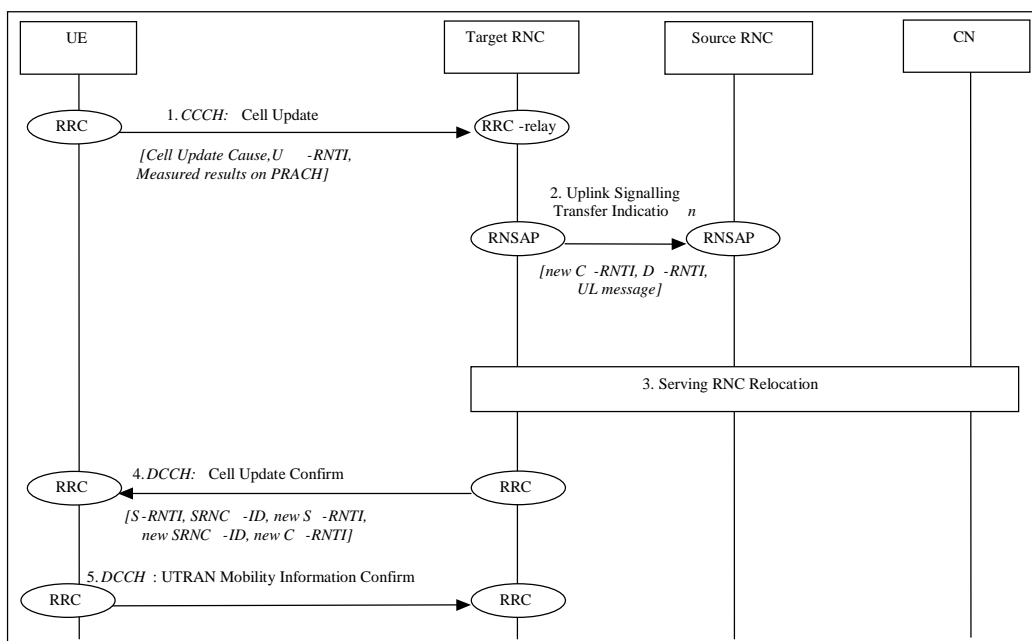 UE
Target RNC
Source RNC
CN
1. CCCH: Cell Update
RRC
RRC -relay
[Cell Update Cause,U -RNTI,
Measured results on PRACH]
2. Uplink Signalling
Transfer Indicatio n
RNSAP
RNSAP
[new C -RNTI, D -RNTI,
UL message]
3. Serving RNC Relocation
4. DCCH: Cell Update Confirm
RRC
RRC
[S-RNTI, SRNC -ID, new S -RNTI,
new SRNC -ID, new C -RNTI]
5. DCCH : UTRAN Mobility Information Confirm
RRC
RRC